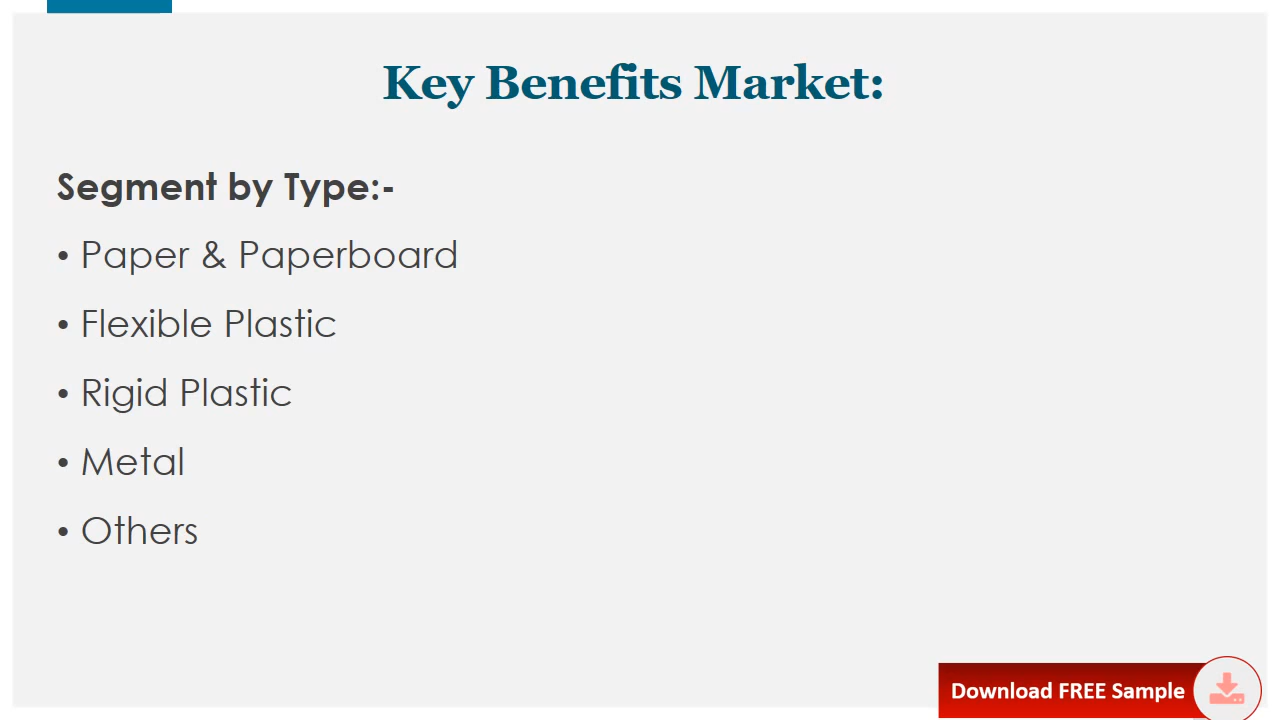 Key Benefits Market:
Segment by Type:-
• Paper & Paperboard
• Flexible Plastic
• Rigid Plastic
• Metal
• Others
Download FREE Sample